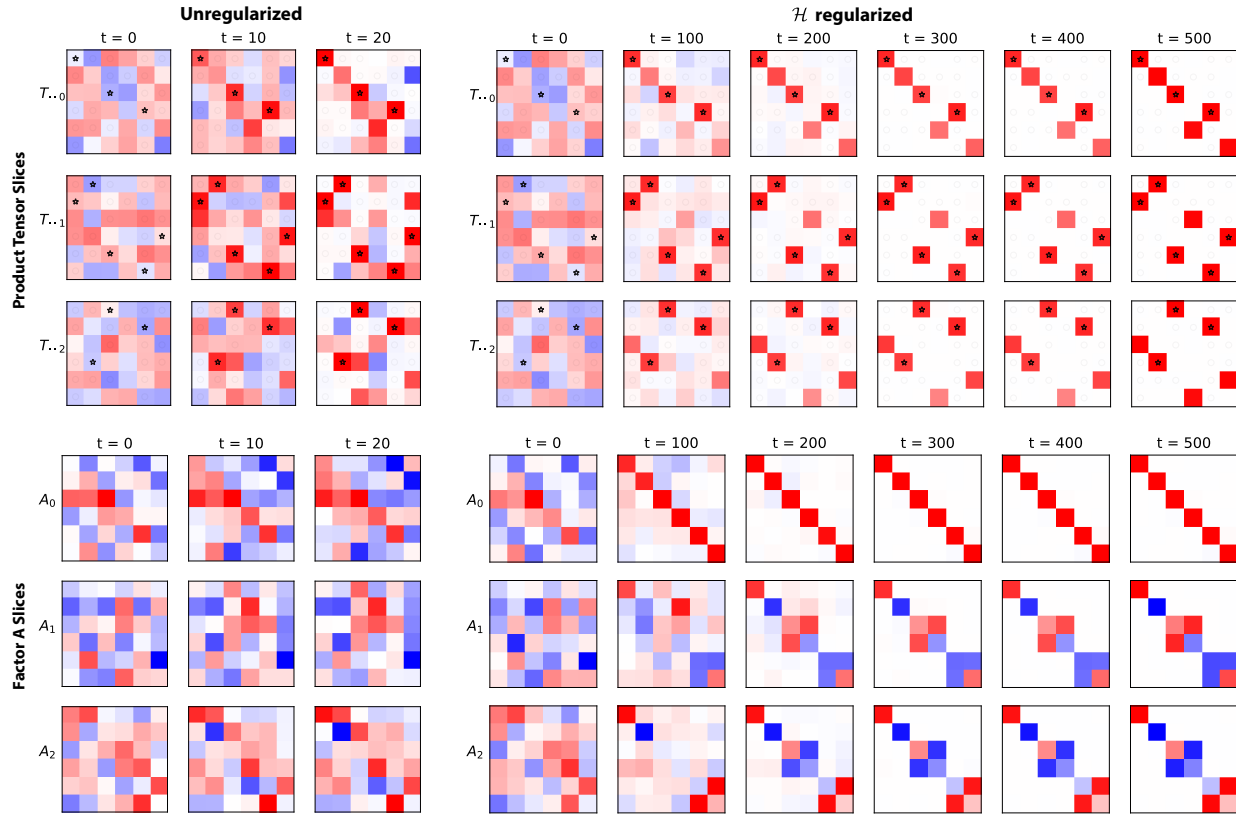 Unregularized
ℋ regularized
t = 0 t = 10 t = 20
t = 0 t = 100 t = 200 t = 300 t = 400 t = 500
Product Tensor Slices
T..0
T..0
T..1
T..1
T..2
T..2
t = 0 t = 10 t = 20
t = 0 t = 100 t = 200 t = 300 t = 400 t = 500
Factor A Slices
A0
A0
A1
A1
A2
A2